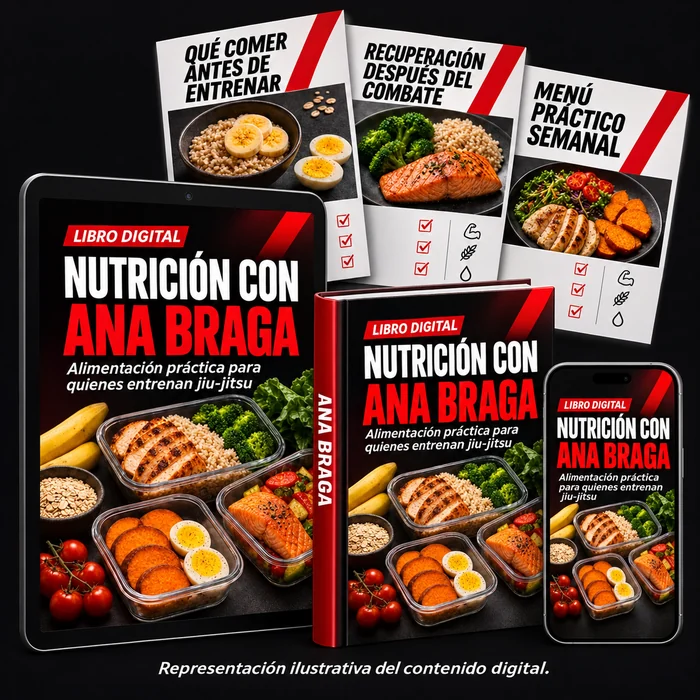 QUÉ COMER
ANTES DE
ENTRENAR
RECUPERACIÓN
DESPUÉS DEL
COMBATE
MENÚ
PRÁCTICO
SEMANAL
LIBRO DIGITAL
NUTRICIÓN CON
ANA BRAGA
Alimentación práctica para
quienes entrenan jiu-jitsu
ANA BRAGA
LIBRO DIGITAL
NUTRICIÓN CON
ANA BRAGA
Alimentación práctica para
quienes entrenan jiu-jitsu
LIBRO DIGITAL
NUTRICIÓN CON
ANA BRAGA
Alimentación práctica
para quienes entrenan
jiu-jitsu
Representación ilustrativa del contenido digital.